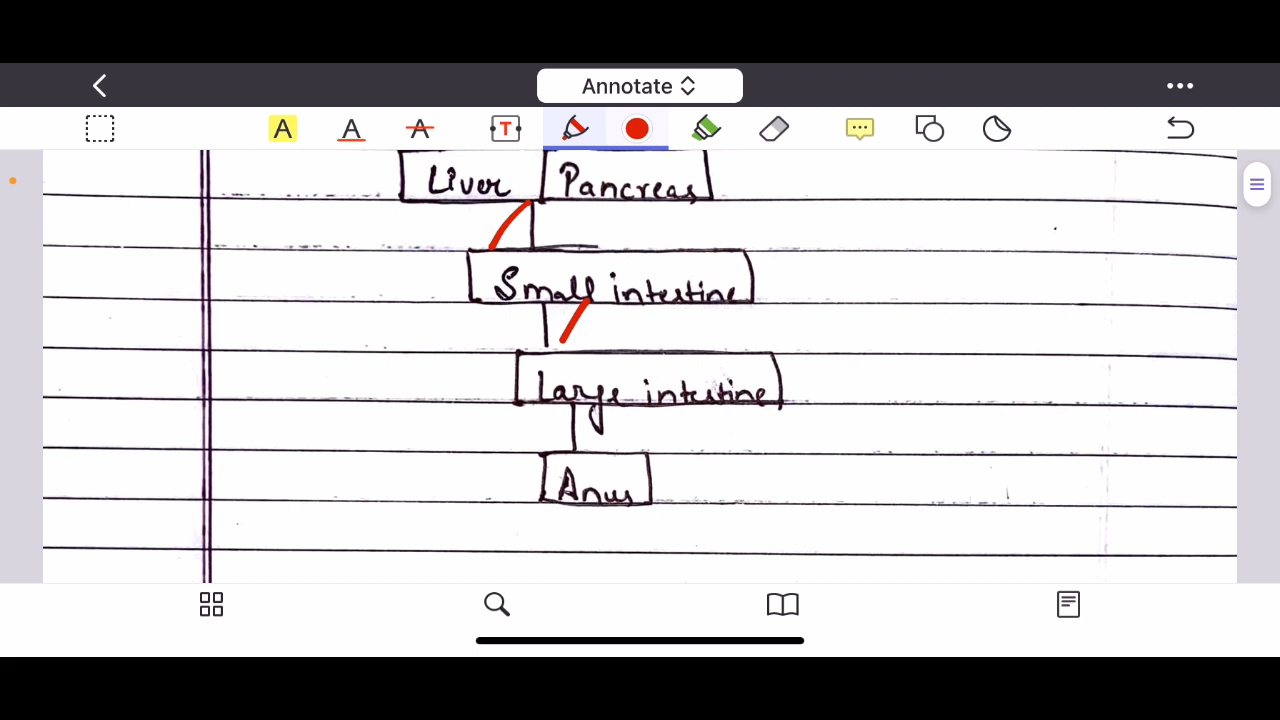 Annotate
A A A T
Liver Pancreas
Small intestine
Large intestine
Anus